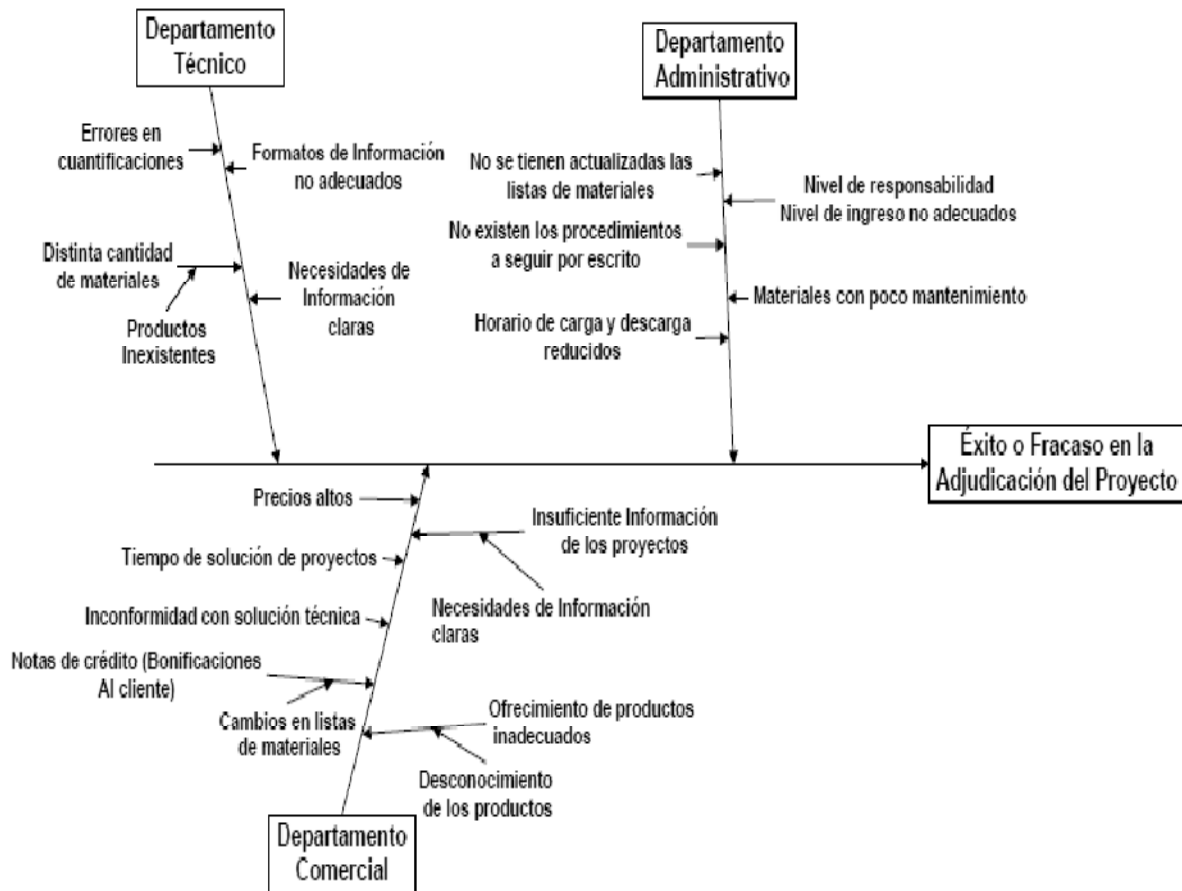 Departamento
Técnico
Departamento
Administrativo
Errores en
cuantificaciones
Formatos de Información
no adecuados
Distinta cantidad
de materiales
Necesidades de
Información
claras
Productos
Inexistentes
No se tienen actualizadas las
listas de materiales
Nivel de responsabilidad
Nivel de ingreso no adecuados
No existen los procedimientos
a seguir por escrito
Materiales con poco mantenimiento
Horario de carga y descarga
reducidos
Éxito o Fracaso en la
Adjudicación del Proyecto
Precios altos
Insuficiente Información
de los proyectos
Tiempo de solución de proyectos
Necesidades de Información
claras
Inconformidad con solución técnica
Notas de crédito (Bonificaciones
Al cliente)
Cambios en listas
de materiales
Ofrecimiento de productos
inadecuados
Desconocimiento
de los productos
Departamento
Comercial